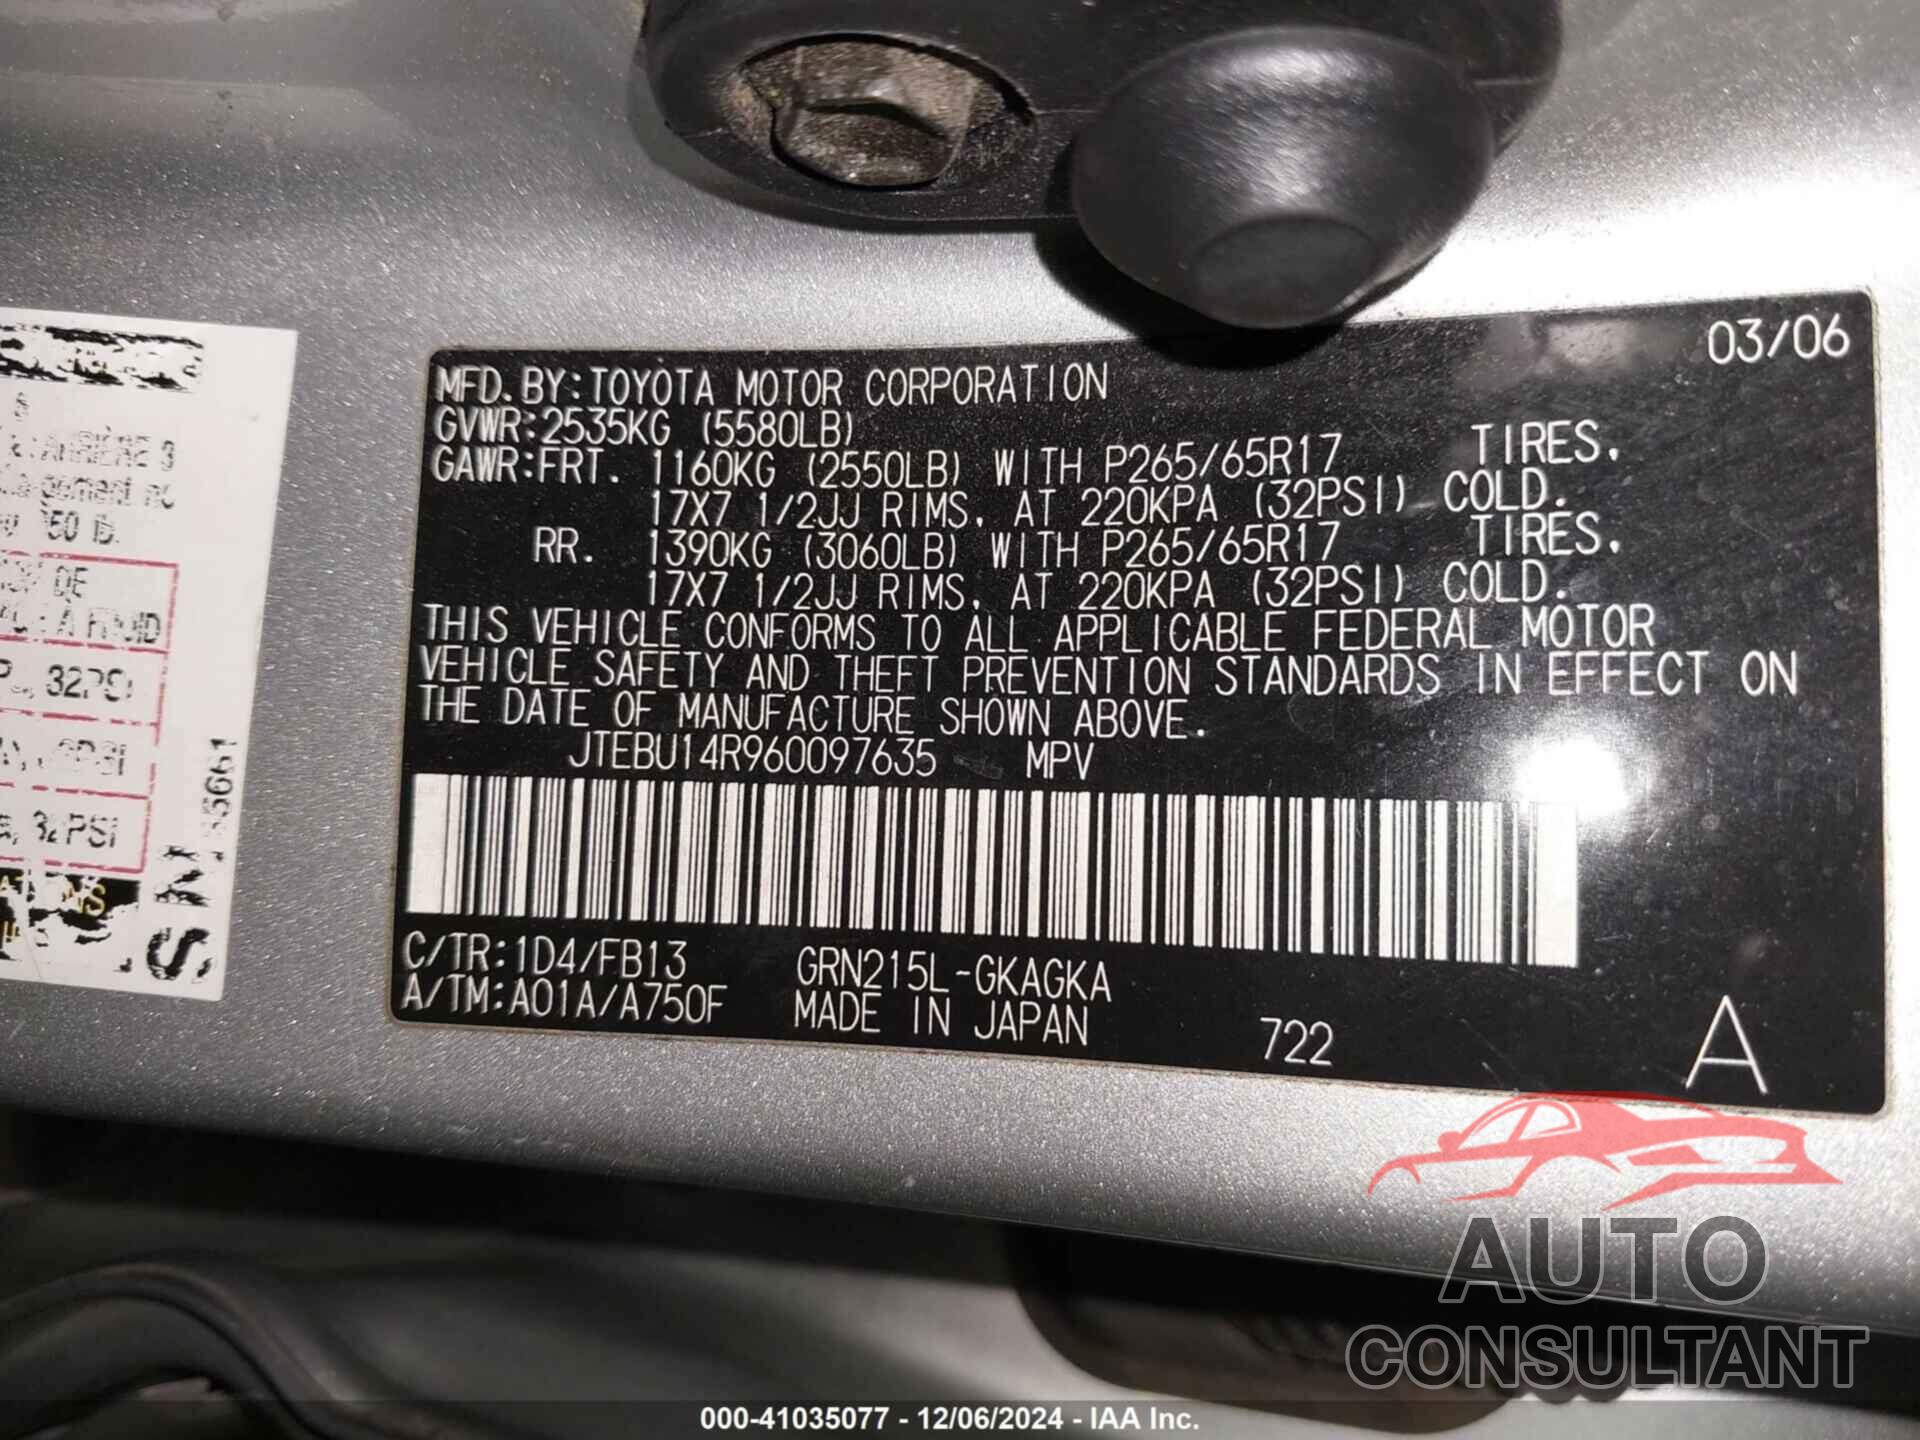 03/06
MFD. BY: TOYOTA MOTOR CORPORATION
GVWR: 2535KG (5580LB)
GAWR: FRT. 1160KG (2550LB) WITH P265/65R17 TIRES,
17X7 1/2JJ RIMS, AT 220KPA (32PSI) COLD.
RR. 1390KG (3060LB) WITH P265/65R17 TIRES,
17X7 1/2JJ RIMS, AT 220KPA (32PSI) COLD.
THIS VEHICLE CONFORMS TO ALL APPLICABLE FEDERAL MOTOR
VEHICLE SAFETY AND THEFT PREVENTION STANDARDS IN EFFECT ON
THE DATE OF MANUFACTURE SHOWN ABOVE.
JTEBU14R960097635 MPV
C/TR: 1D4/FB13 GRN215L-GKAGKA
A/TM: A01A/A750F MADE IN JAPAN 722 A
50 lb.
DE
32PSI
32PSI
AUTO
CONSULTANT
000-41035077 - 12/06/2024 - IAA Inc.